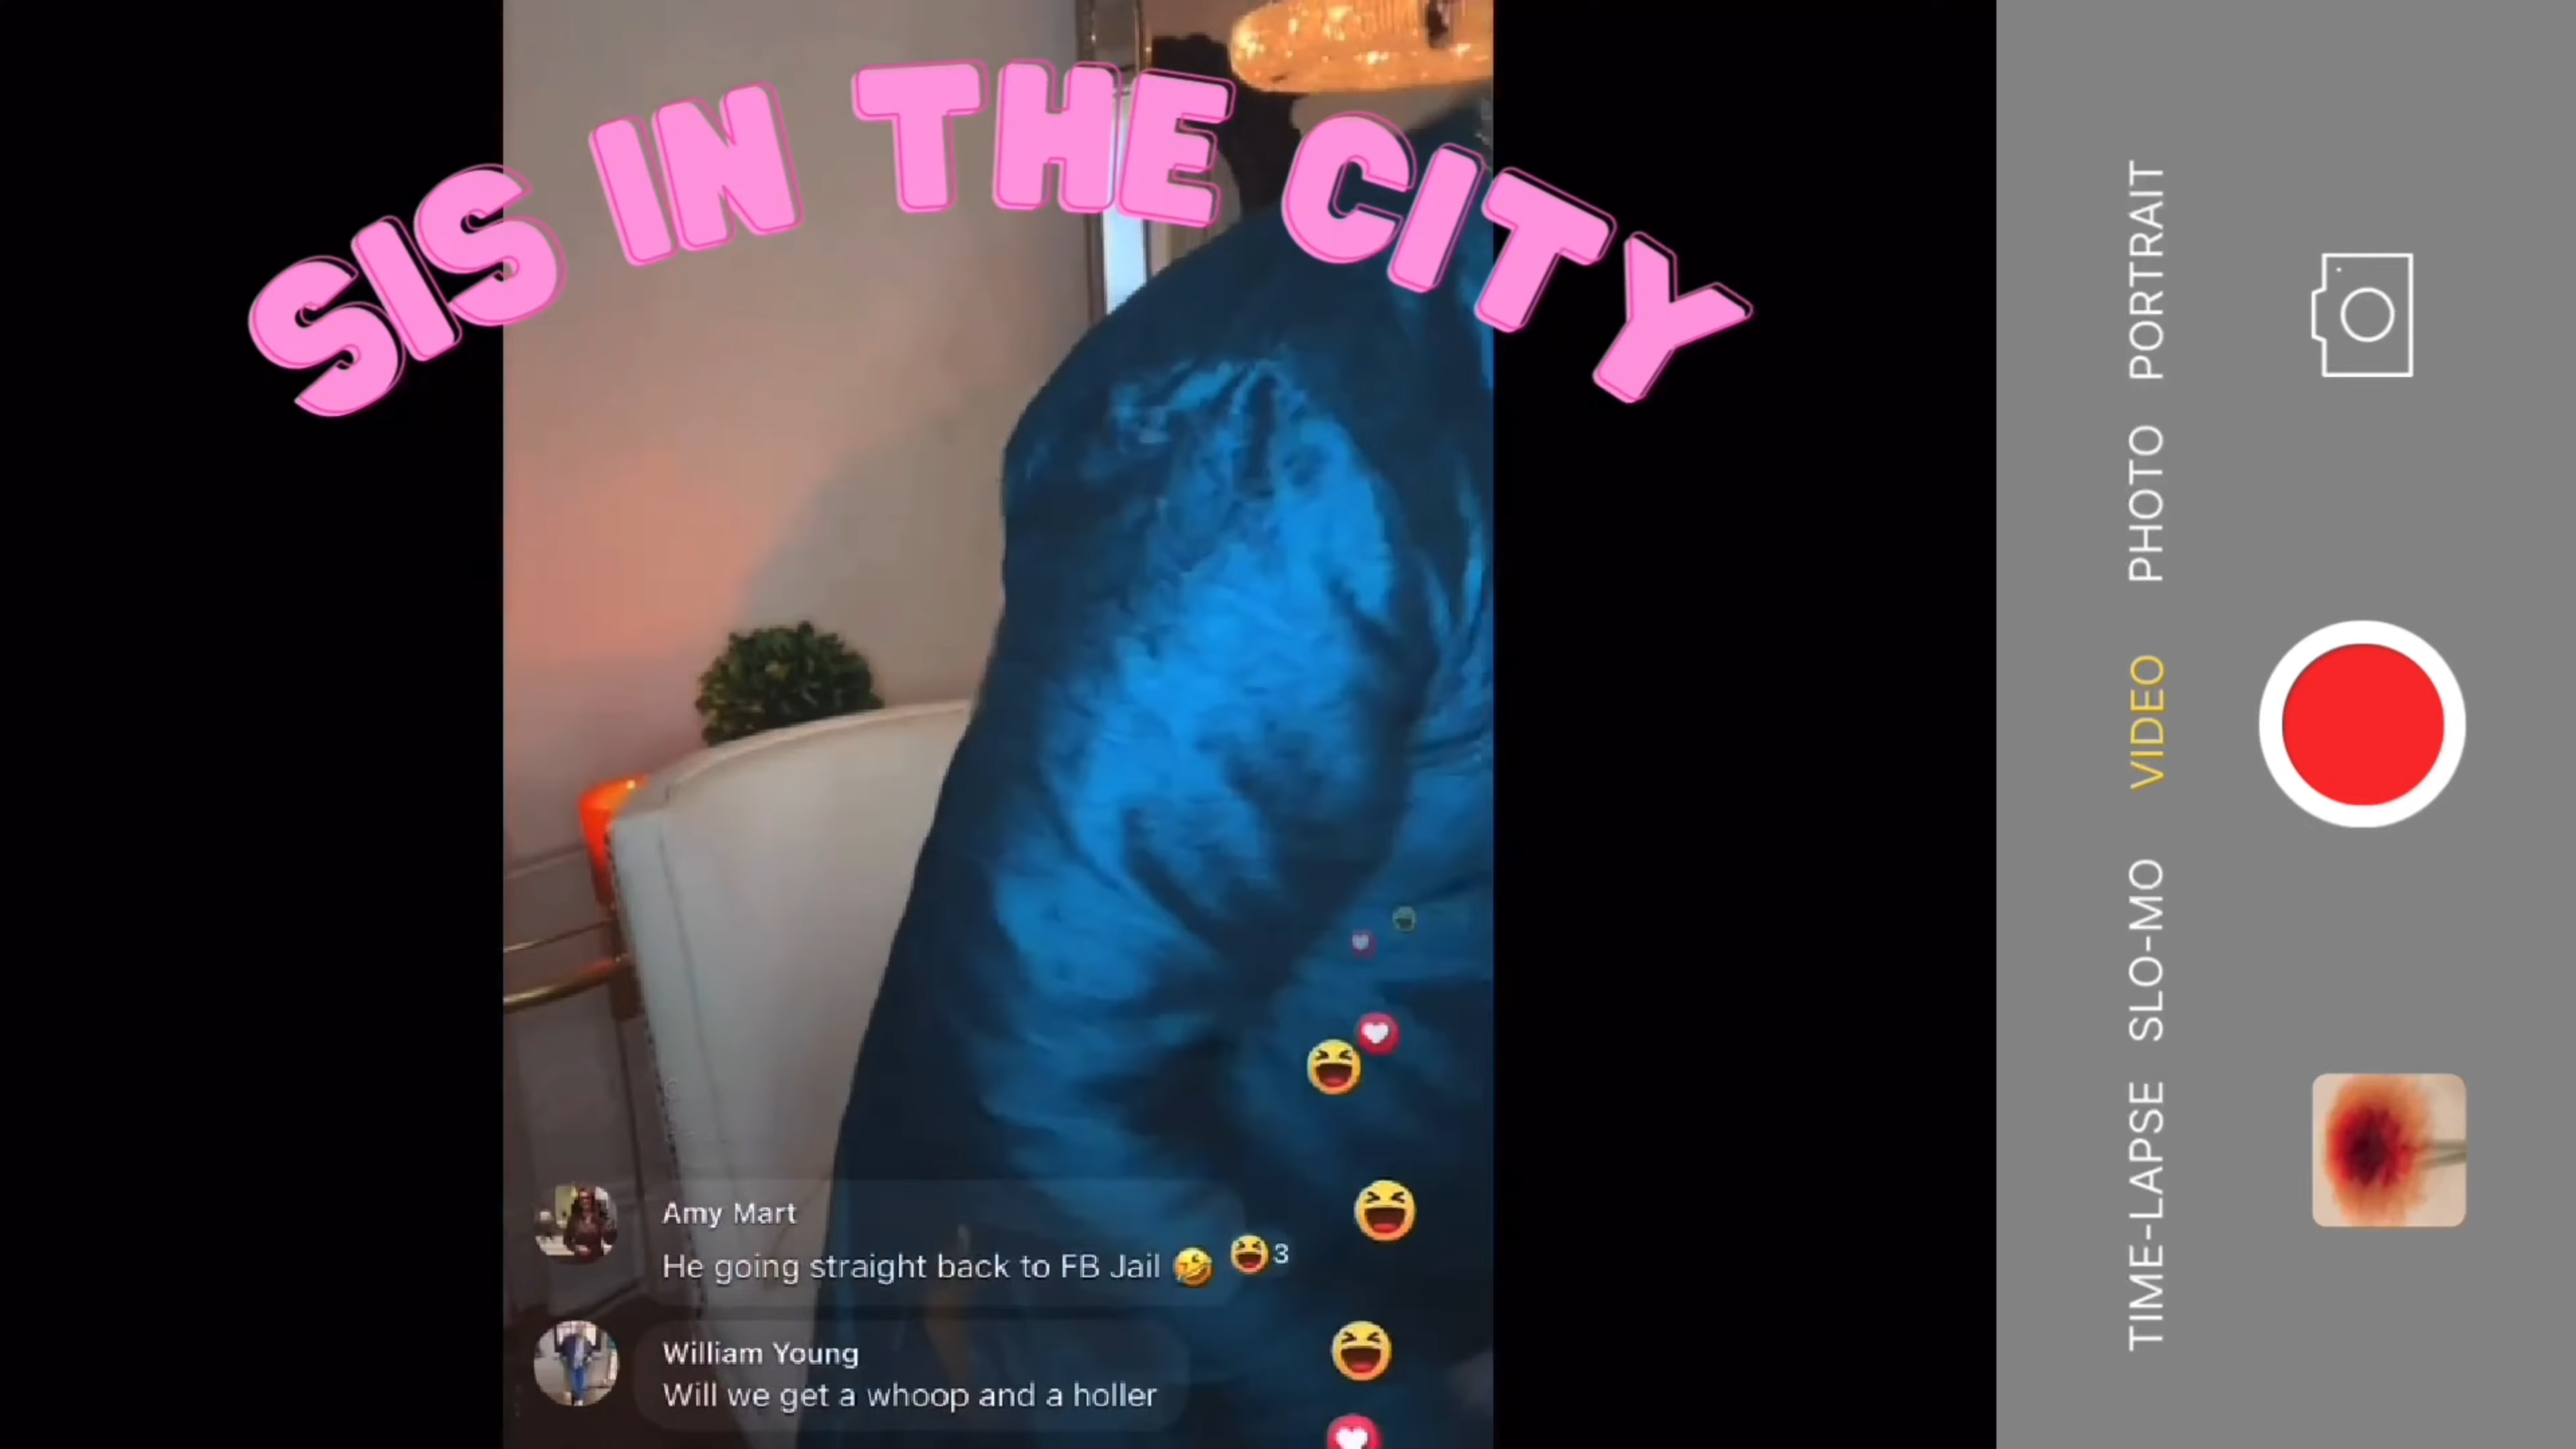 SIS IN THE CITY
Amy Mart
He going straight back to FB Jail 🤣 😆 3
William Young
Will we get a whoop and a holler
TIME-LAPSE SLO-MO VIDEO PHOTO PORTRAIT